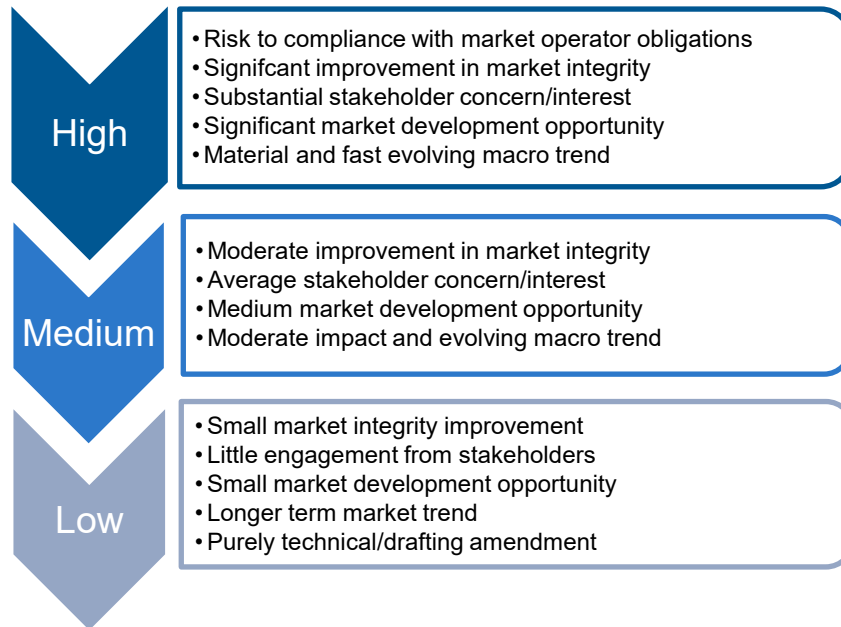 High
• Risk to compliance with market operator obligations
• Signifcant improvement in market integrity
• Substantial stakeholder concern/interest
• Significant market development opportunity
• Material and fast evolving macro trend
Medium
• Moderate improvement in market integrity
• Average stakeholder concern/interest
• Medium market development opportunity
• Moderate impact and evolving macro trend
Low
• Small market integrity improvement
• Little engagement from stakeholders
• Small market development opportunity
• Longer term market trend
• Purely technical/drafting amendment